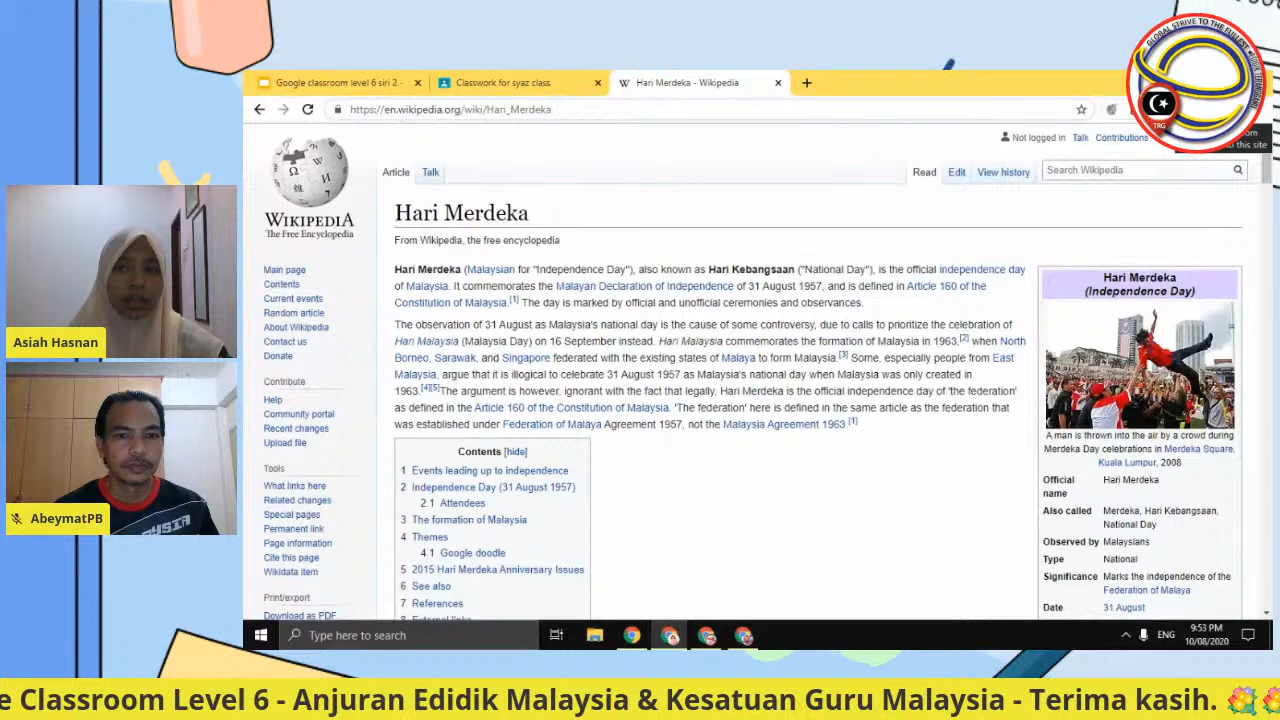 GLOBAL STRIVE TO THE FULLEST
TRG
Google classroom level 6 siri 2 -
Classwork for syaz class
Hari Merdeka - Wikipedia
https://en.wikipedia.org/wiki/Hari_Merdeka
to this site
Not logged in Talk Contributions
WIKIPEDIA
The Free Encyclopedia
Article Talk
Read Edit View history
Search Wikipedia
Hari Merdeka
From Wikipedia, the free encyclopedia
Main page
Contents
Current events
Random article
About Wikipedia
Contact us
Donate
Contribute
Help
Community portal
Recent changes
Upload file
Tools
What links here
Related changes
Special pages
Permanent link
Page information
Cite this page
Wikidata item
Print/export
Download as PDF
Hari Merdeka (Malaysian for "Independence Day"), also known as Hari Kebangsaan ("National Day"), is the official independence day
of Malaysia. It commemorates the Malayan Declaration of Independence of 31 August 1957, and is defined in Article 160 of the
Constitution of Malaysia.[1] The day is marked by official and unofficial ceremonies and observances.
The observation of 31 August as Malaysia's national day is the cause of some controversy, due to calls to prioritize the celebration of
Hari Malaysia (Malaysia Day) on 16 September instead. Hari Malaysia commemorates the formation of Malaysia in 1963,[2] when North
Borneo, Sarawak, and Singapore federated with the existing states of Malaya to form Malaysia.[3] Some, especially people from East
Malaysia, argue that it is illogical to celebrate 31 August 1957 as Malaysia's national day when Malaysia was only created in
1963.[4][5]The argument is however, ignorant with the fact that legally, Hari Merdeka is the official independence day of 'the federation'
as defined in the Article 160 of the Constitution of Malaysia. 'The federation' here is defined in the same article as the federation that
was established under Federation of Malaya Agreement 1957, not the Malaysia Agreement 1963.[1]
Contents [hide]
1 Events leading up to independence
2 Independence Day (31 August 1957)
2.1 Attendees
3 The formation of Malaysia
4 Themes
4.1 Google doodle
5 2015 Hari Merdeka Anniversary Issues
6 See also
7 References
8 External links
Hari Merdeka
(Independence Day)
A man is thrown into the air by a crowd during
Merdeka Day celebrations in Merdeka Square,
Kuala Lumpur, 2008
Official name Hari Merdeka
Also called Merdeka, Hari Kebangsaan,
National Day
Observed by Malaysians
Type National
Significance Marks the independence of the
Federation of Malaya
Date 31 August
Asiah Hasnan
AbeymatPB
Type here to search
ENG
9:53 PM
10/08/2020
e Classroom Level 6 - Anjuran Edidik Malaysia & Kesatuan Guru Malaysia - Terima kasih.